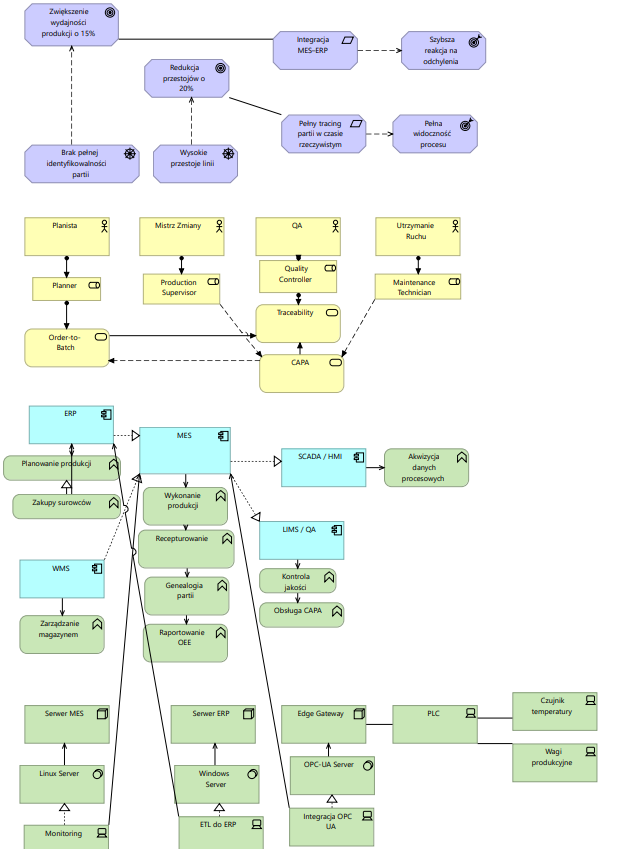 Zwiększenie
wydajności
produkcji o 15%
Integracja
MES–ERP
Szybsza
reakcja na
odchylenia
Redukcja
przestojów o
20%
Pełny tracing
partii w czasie
rzeczywistym
Pełna
widoczność
procesu
Brak pełnej
identyfikowalności
partii
Wysokie
przestoje linii
Planista
Mistrz Zmiany
QA
Utrzymanie
Ruchu
Planner
Production
Supervisor
Quality
Controller
Maintenance
Technician
Order-to-
Batch
Traceability
CAPA
ERP
MES
Planowanie produkcji
SCADA / HMI
Akwizycja
danych
procesowych
Zakupy surowców
Wykonanie
produkcji
LIMS / QA
Recepturowanie
WMS
Genealogia
partii
Kontrola
jakości
Zarządzanie
magazynem
Raportowanie
OEE
Obsługa CAPA
Serwer MES
Serwer ERP
Edge Gateway
PLC
Czujnik
temperatury
Wagi
produkcyjne
Linux Server
Windows
Server
OPC-UA Server
Monitoring
ETL do ERP
Integracja OPC
UA